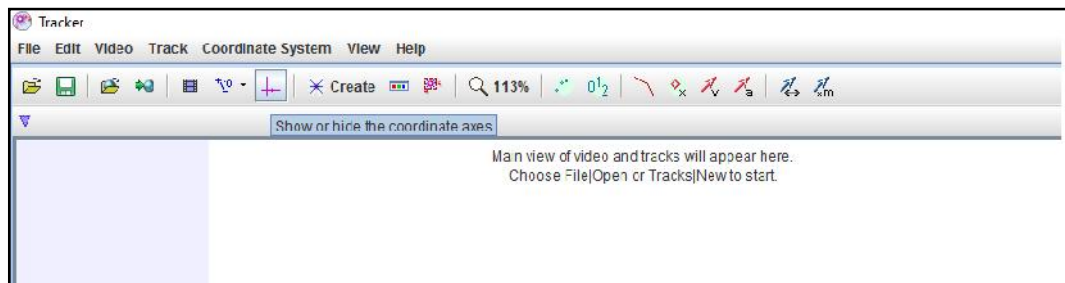 Tracker
File Edit Video Track Coordinate System View Help
Create 113%
Show or hide the coordinate axes
Main view of video and tracks will appear here.
Choose File|Open or Tracks|New to start.